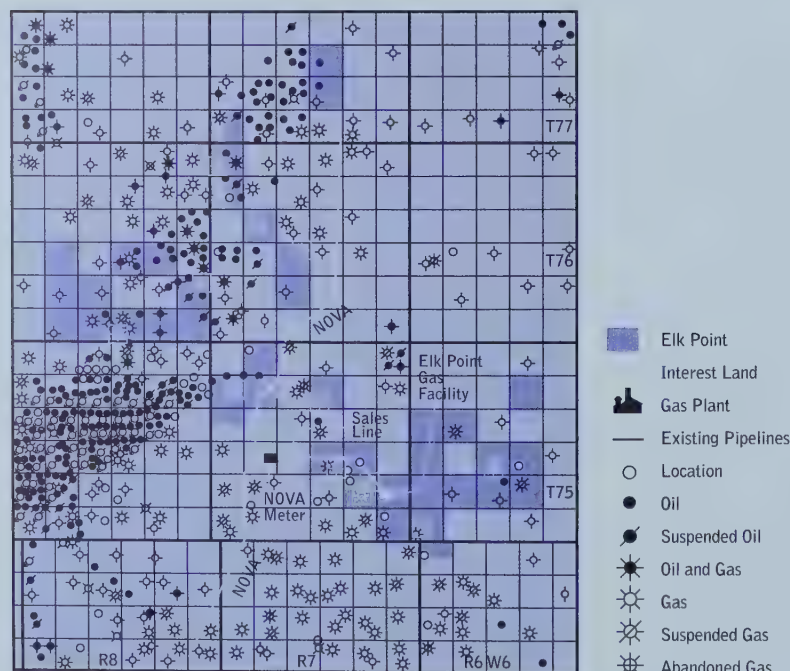 T77
T76
NOVA
Elk Point
Gas
Facility
Sales
Line
NOVA
Meter
T75
NOVA
R8
R7
R6 W6
Elk Point
Interest Land
Gas Plant
Existing Pipelines
Location
Oil
Suspended Oil
Oil and Gas
Gas
Suspended Gas
Abandoned Gas